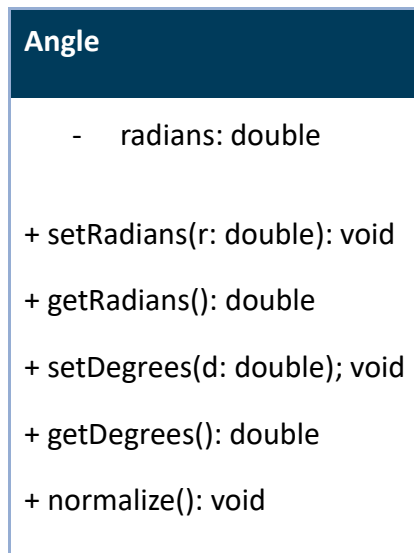 Angle
- radians: double
+ setRadians(r: double): void
+ getRadians(): double
+ setDegrees(d: double); void
+ getDegrees(): double
+ normalize(): void